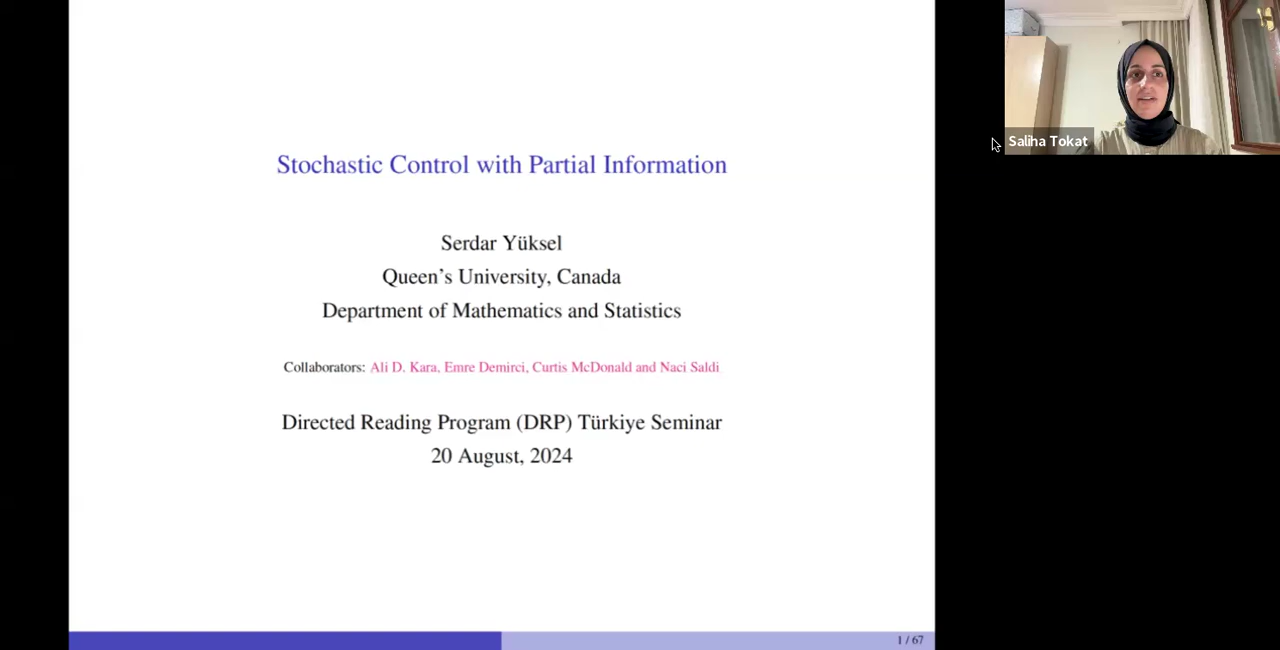 Stochastic Control with Partial Information
Serdar Yüksel
Queen's University, Canada
Department of Mathematics and Statistics
Collaborators: Ali D. Kara, Emre Demirci, Curtis McDonald and Naci Saldi
Directed Reading Program (DRP) Türkiye Seminar
20 August, 2024
1 / 67
Saliha Tokat